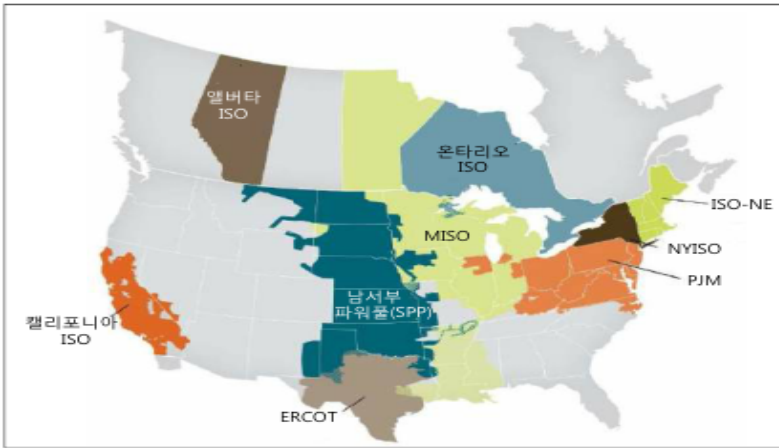 앨버타
ISO
온타리오
ISO
ISO-NE
MISO
NYISO
PJM
남서부
파워풀(SPP)
캘리포니아
ISO
ERCOT